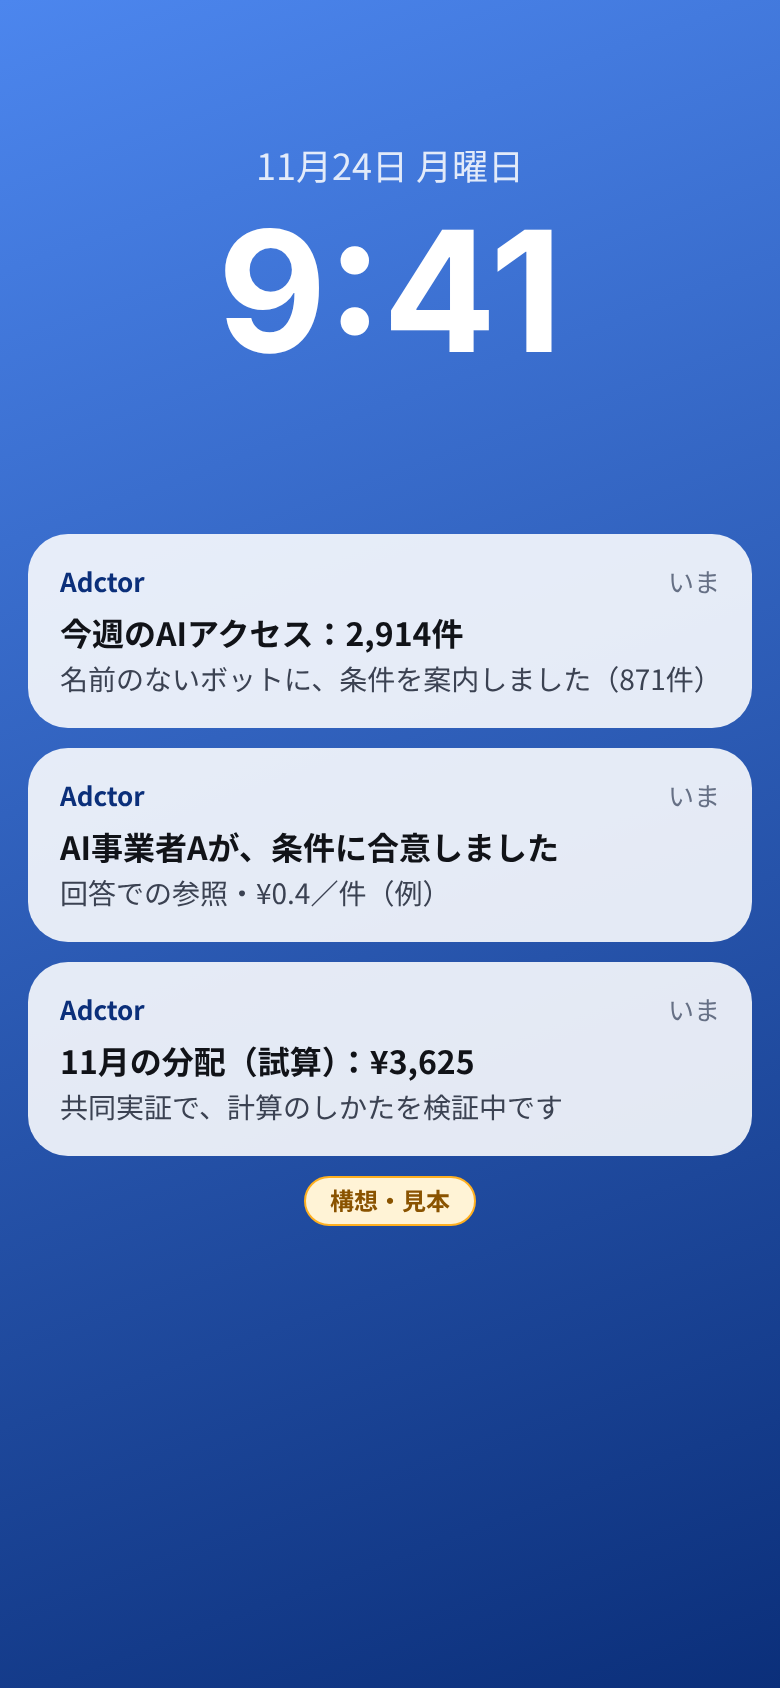 11月24日 月曜日
9:41
Adctor
いま
今週のAIアクセス：2,914件
名前のないボットに、条件を案内しました（871件）
Adctor
いま
AI事業者Aが、条件に合意しました
回答での参照・¥0.4／件（例）
Adctor
いま
11月の分配（試算）：¥3,625
共同実証で、計算のしかたを検証中です
構想・見本